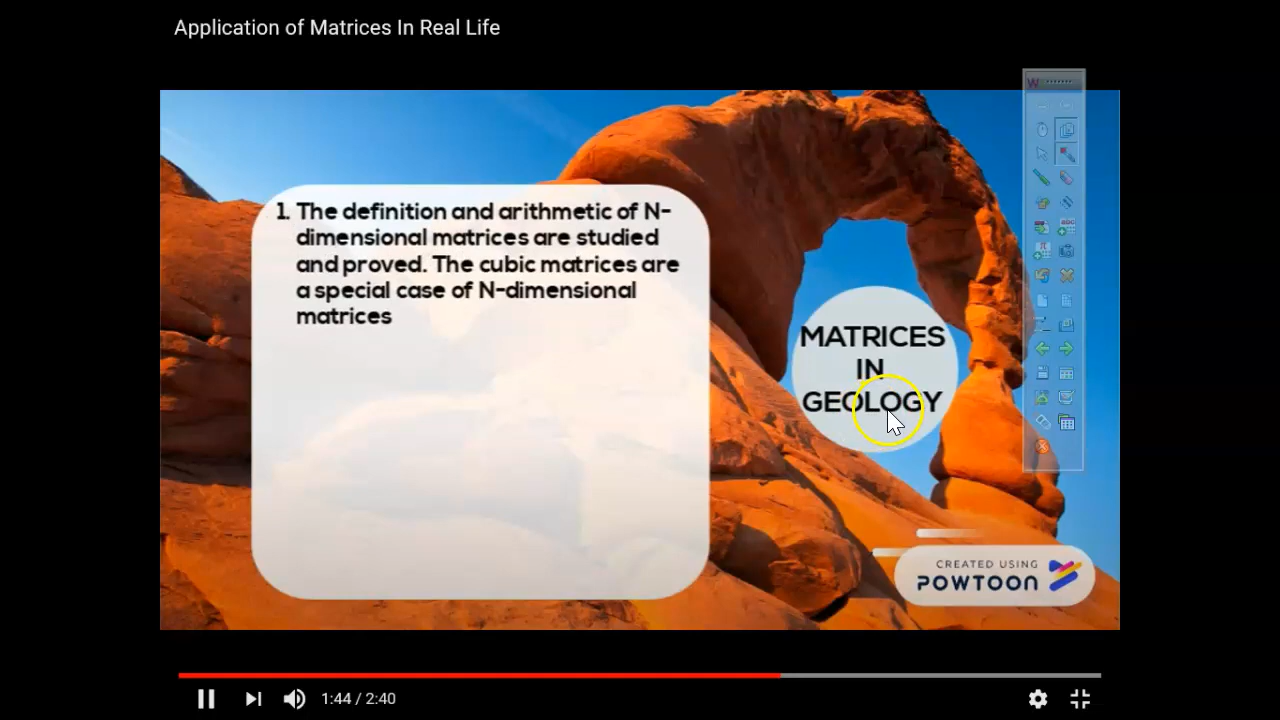 Application of Matrices In Real Life
1. The definition and arithmetic of N-
dimensional matrices are studied
and proved. The cubic matrices are
a special case of N-dimensional
matrices
MATRICES
IN
GEOLOGY
CREATED USING
POWTOON
1:44 / 2:40